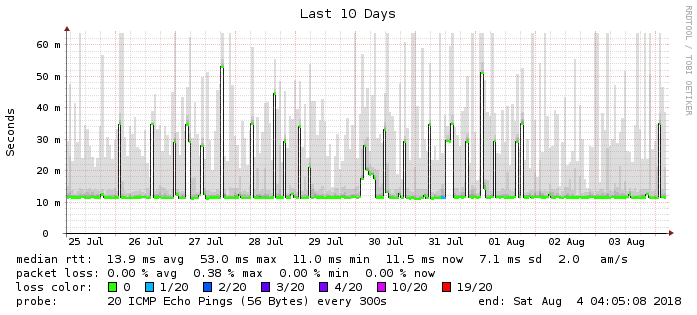 Last 10 Days
RRDTOOL / TOBI OETIKER
Seconds
60 m
50 m
40 m
30 m
20 m
10 m
0
25 Jul 26 Jul 27 Jul 28 Jul 29 Jul 30 Jul 31 Jul 01 Aug 02 Aug 03 Aug
median rtt: 13.9 ms avg 53.0 ms max 11.0 ms min 11.5 ms now 7.1 ms sd 2.0 am/s
packet loss: 0.00 % avg 0.38 % max 0.00 % min 0.00 % now
loss color: 0 1/20 2/20 3/20 4/20 10/20 19/20
probe: 20 ICMP Echo Pings (56 Bytes) every 300s end: Sat Aug 4 04:05:08 2018